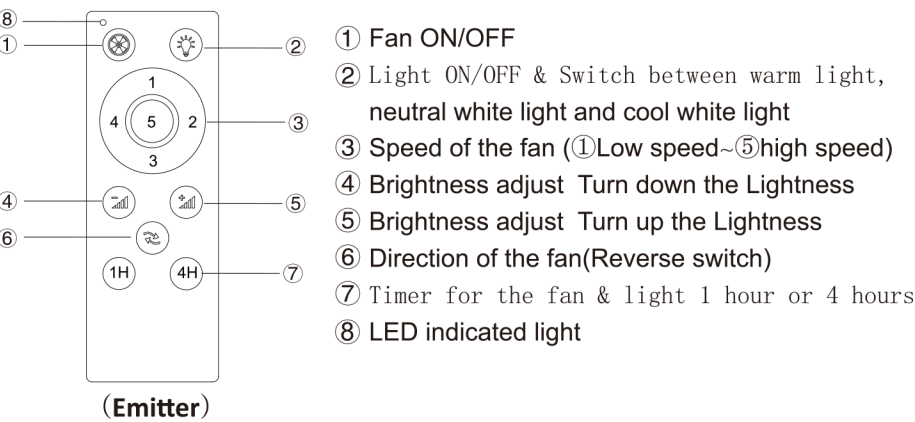 ⑧
①
②
1
4 5 2
③
3
④
⑤
⑥
1H 4H
⑦
(Emitter)
① Fan ON/OFF
② Light ON/OFF & Switch between warm light,
neutral white light and cool white light
③ Speed of the fan (①Low speed~⑤high speed)
④ Brightness adjust Turn down the Lightness
⑤ Brightness adjust Turn up the Lightness
⑥ Direction of the fan(Reverse switch)
⑦ Timer for the fan & light 1 hour or 4 hours
⑧ LED indicated light